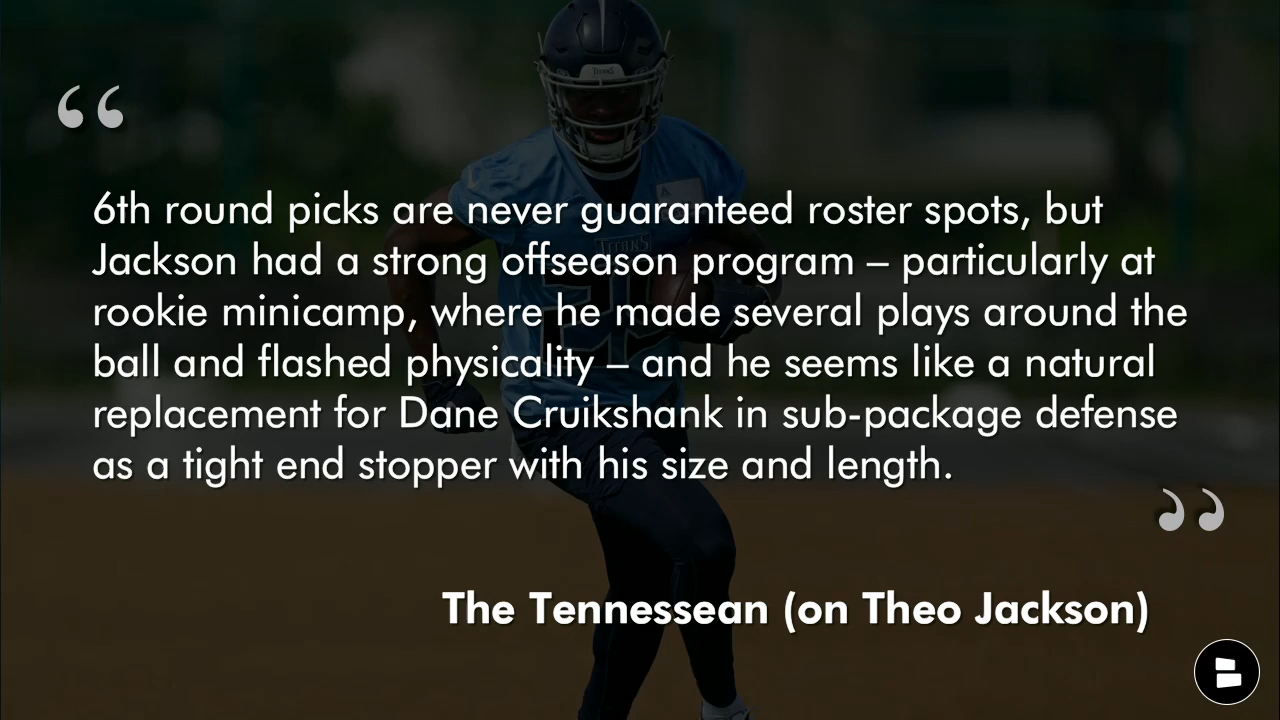 “
6th round picks are never guaranteed roster spots, but
Jackson had a strong offseason program – particularly at
rookie minicamp, where he made several plays around the
ball and flashed physicality – and he seems like a natural
replacement for Dane Cruikshank in sub-package defense
as a tight end stopper with his size and length.
”
The Tennessean (on Theo Jackson)
TITANS